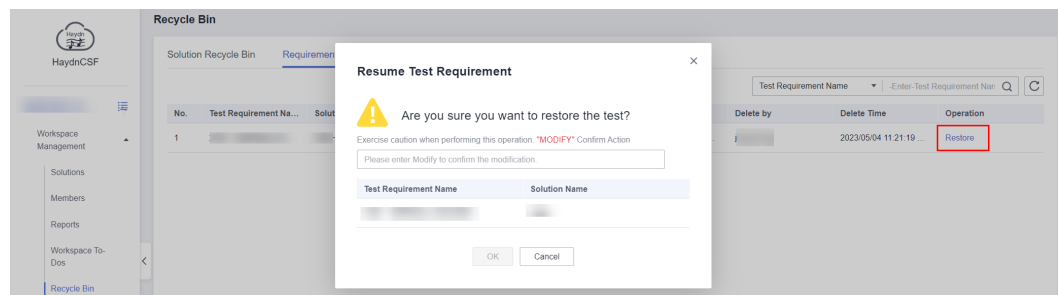 Recycle Bin
Haydn
HaydnCSF
Solution Recycle Bin
Requiremen
Resume Test Requirement
Test Requirement Name
-Enter-Test Requirement Nan
No.
Test Requirement Na...
Solut
Delete by
Delete Time
Operation
1
2023/05/04 11:21:19 ...
Restore
Are you sure you want to restore the test?
Exercise caution when performing this operation. "MODIFY" Confirm Action
Please enter Modify to confirm the modification.
Test Requirement Name
Solution Name
OK
Cancel
Workspace
Management
Solutions
Members
Reports
Workspace To-
Dos
Recycle Bin